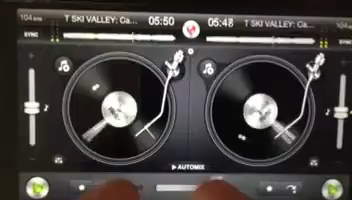 104 T SKI VALLEY: Ca... 05:50 05:48 T SKI VALLEY: Ca... 104
SYNC SYNC
▶ AUTOMIX